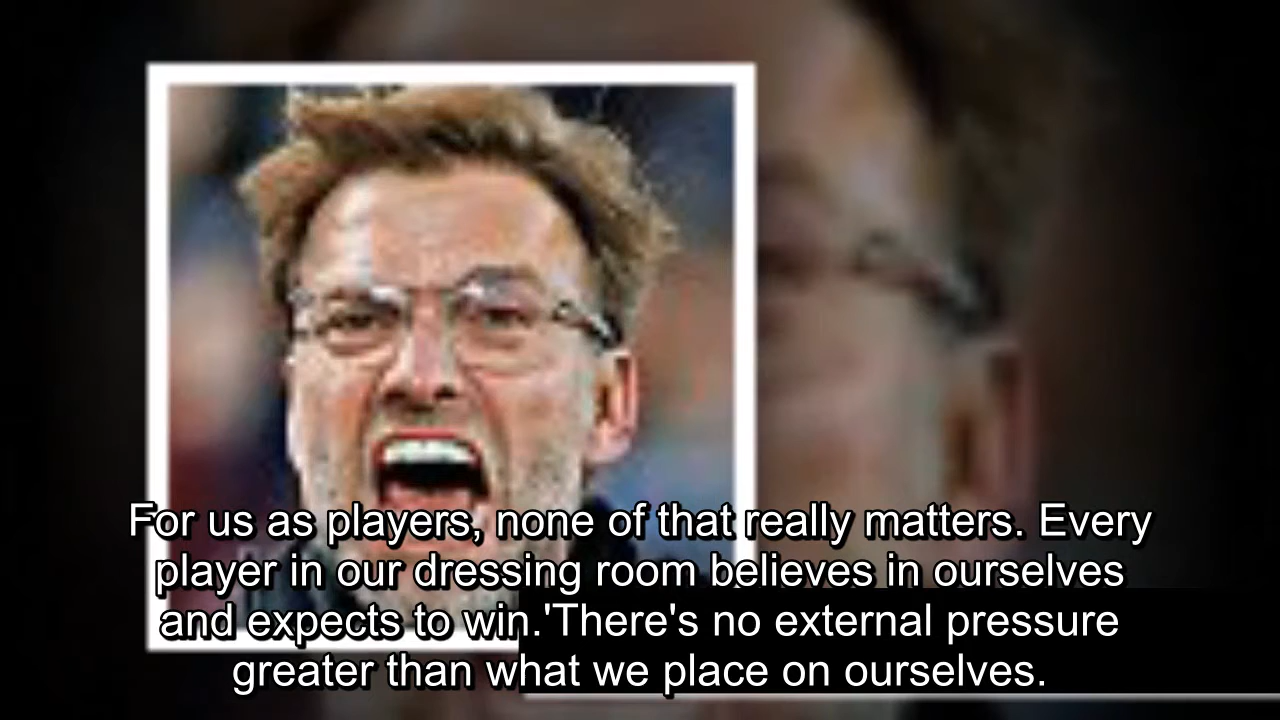 For us as players, none of that really matters. Every
player in our dressing room believes in ourselves
and expects to win.'There's no external pressure
greater than what we place on ourselves.